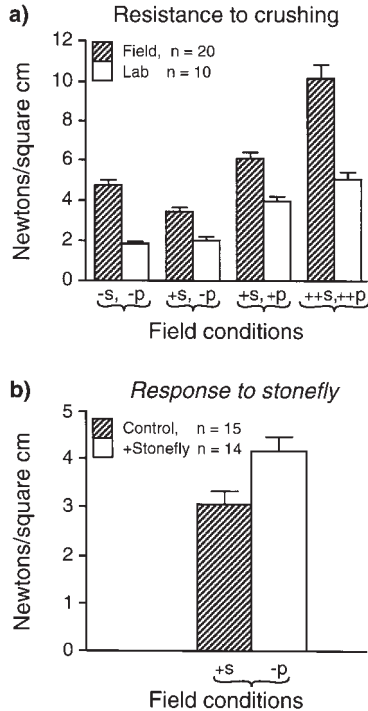 a) Resistance to crushing
Newtons/square cm
12
10
8
6
4
2
0
Field, n = 20
Lab n = 10
-s, -p +s, -p +s,+p ++s,++p
Field conditions
b) Response to stonefly
Newtons/square cm
5
4
3
2
1
0
Control, n = 15
+Stonefly n = 14
+s -p
Field conditions